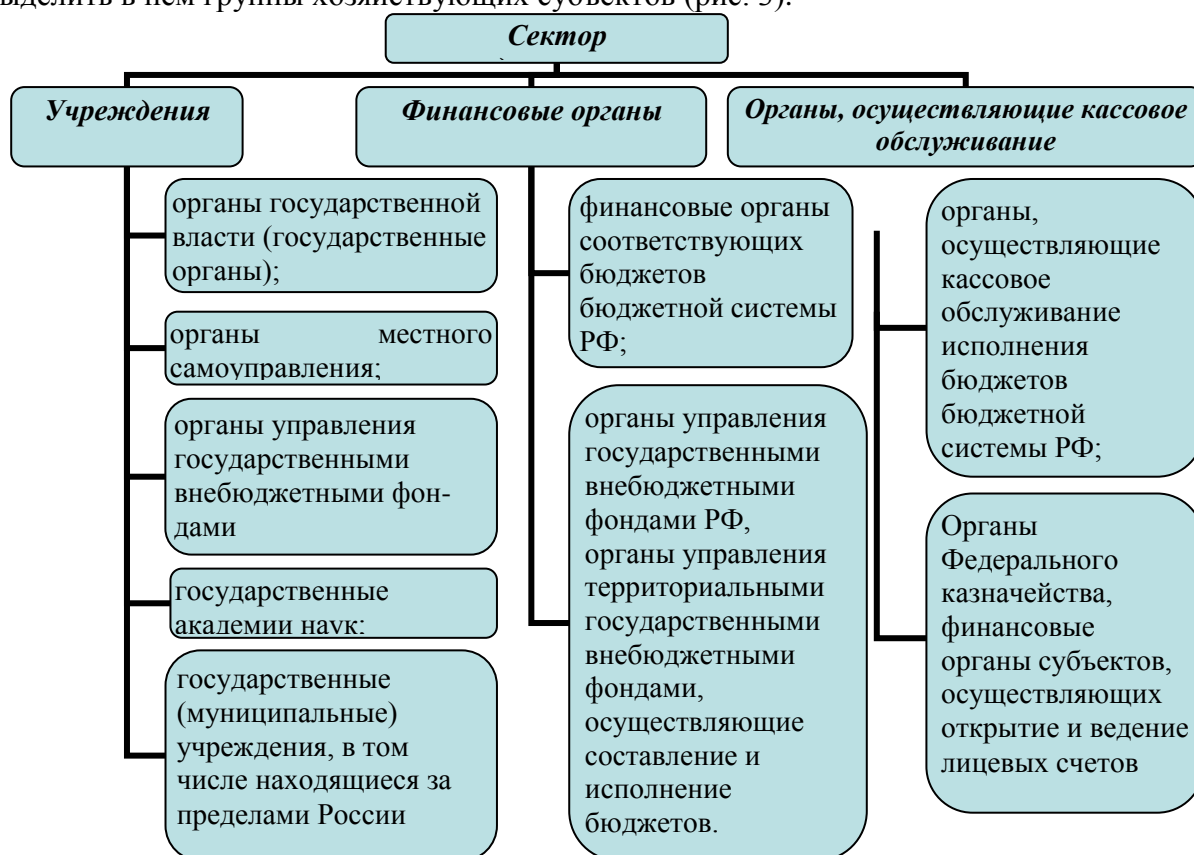 выделить в нем группы хозяйствующих субъектов (рис. 3).
Сектор
Учреждения
Финансовые органы
Органы, осуществляющие кассовое
обслуживание
органы государственной
власти (государственные
органы);
органы местного
самоуправления;
органы управления
государственными
внебюджетными фон-
дами
государственные
академии наук;
государственные
(муниципальные)
учреждения, в том
числе находящиеся за
пределами России
финансовые органы
соответствующих
бюджетов
бюджетной системы
РФ;
органы управления
государственными
внебюджетными
фондами РФ,
органы управления
территориальными
государственными
внебюджетными
фондами,
осуществляющие
составление и
исполнение
бюджетов.
органы,
осуществляющие
кассовое
обслуживание
исполнения
бюджетов
бюджетной
системы РФ;
Органы
Федерального
казначейства,
финансовые
органы субъектов,
осуществляющих
открытие и ведение
лицевых счетов